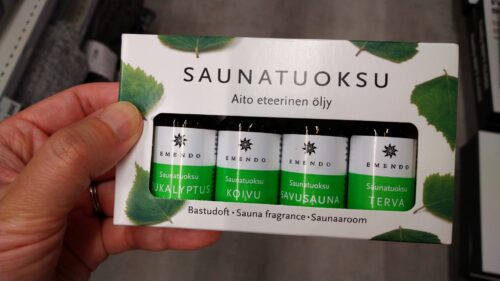 SAUNATUOKSU
Aito eteerinen öljy
EMENDO
Saunatuoksu
UKALYPTUS
EMENDO
Saunatuoksu
KOIVU
EMENDO
Saunatuoksu
SAVUSAUNA
EMENDO
Saunatuoksu
TERVA
Bastudoft · Sauna fragrance · Saunaaroom